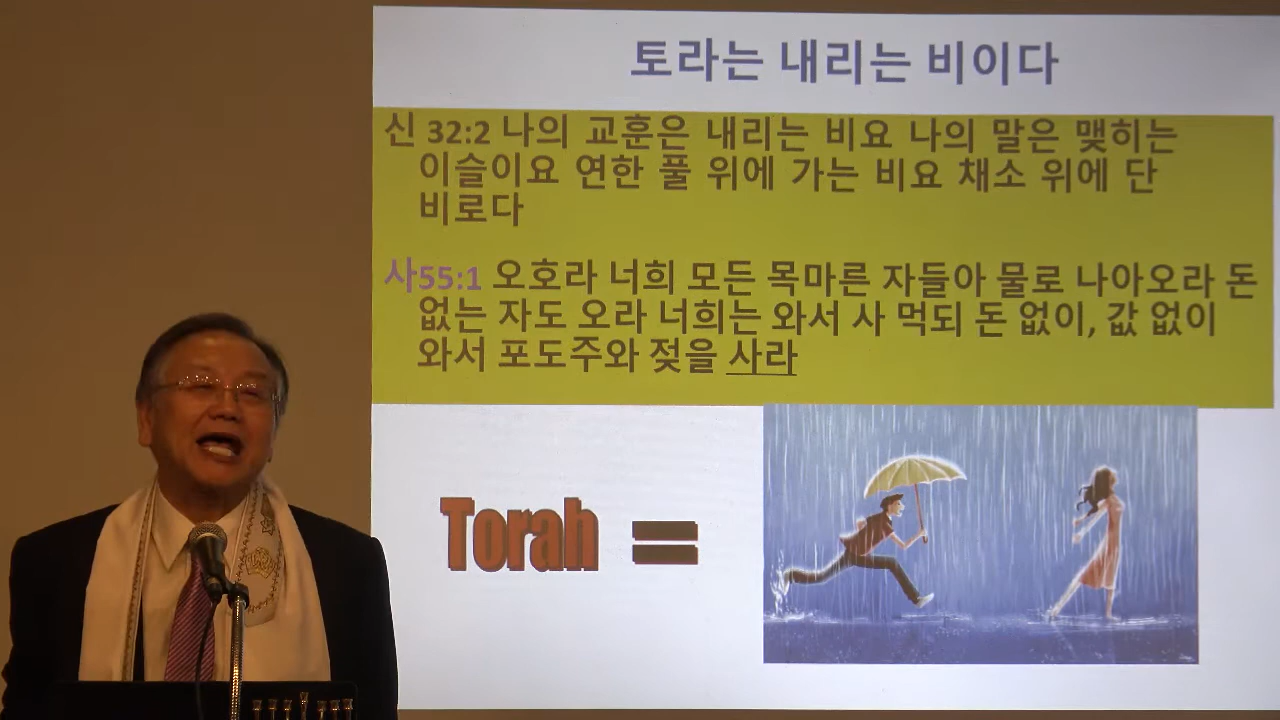 토라는 내리는 비이다
신 32:2 나의 교훈은 내리는 비요 나의 말은 맺히는
이슬이요 연한 풀 위에 가는 비요 채소 위에 단
비로다
사55:1 오호라 너희 모든 목마른 자들아 물로 나아오라 돈
없는 자도 오라 너희는 와서 사 먹되 돈 없이, 값 없이
와서 포도주와 젖을 사라
Torah =